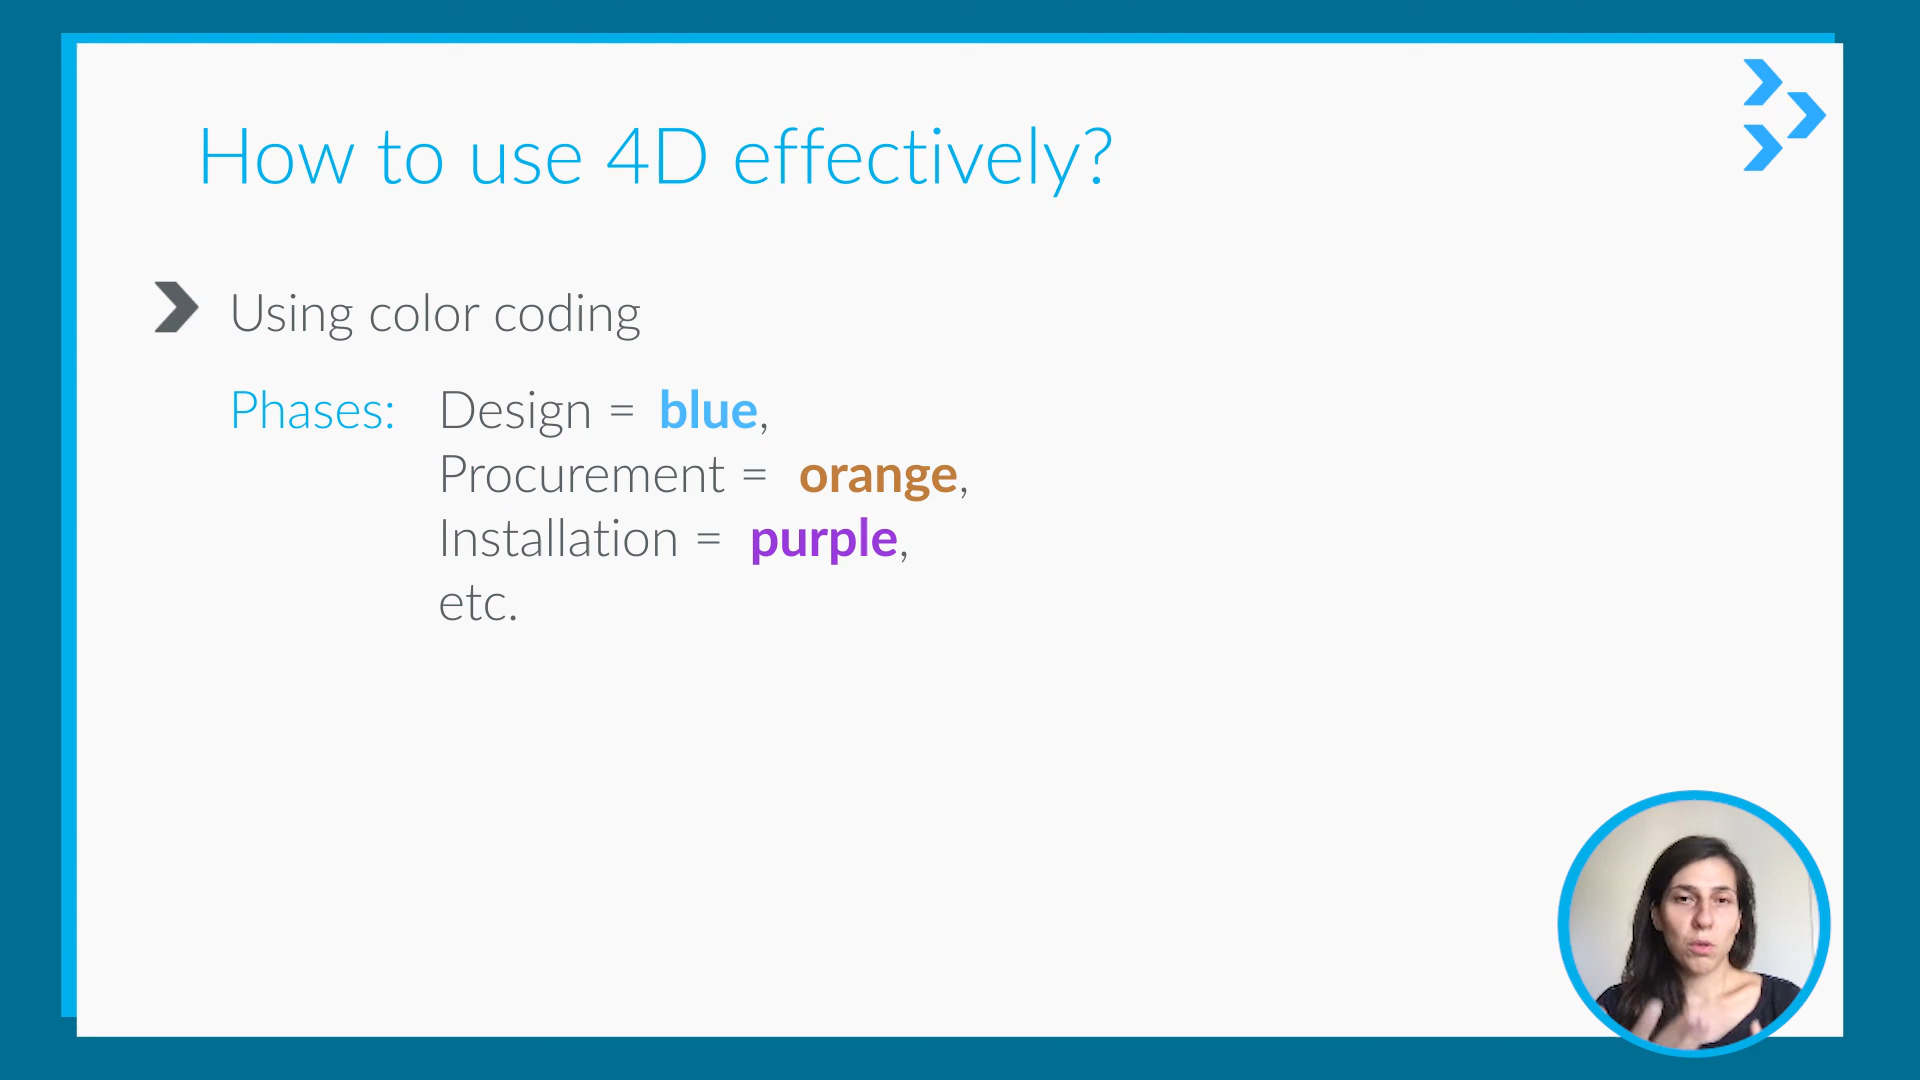 How to use 4D effectively?
Using color coding
Phases: Design = blue,
Procurement = orange,
Installation = purple,
etc.